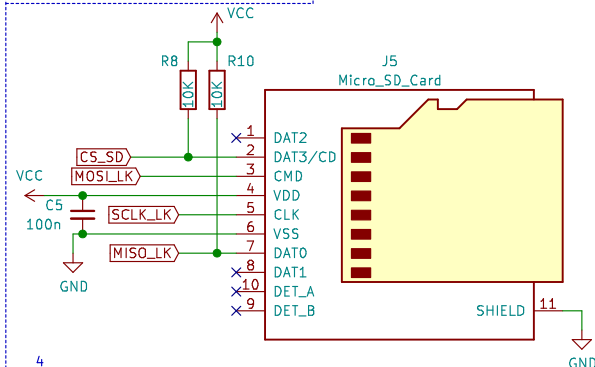 VCC
R8
R10
10K
10K
J5
Micro_SD_Card
1 DAT2
CS_SD 2 DAT3/CD
MOSI_LK 3 CMD
VCC 4 VDD
C5
100n
SCLK_LK 5 CLK
6 VSS
MISO_LK 7 DAT0
8 DAT1
GND
10 DET_A
9 DET_B
SHIELD 11
GND
4